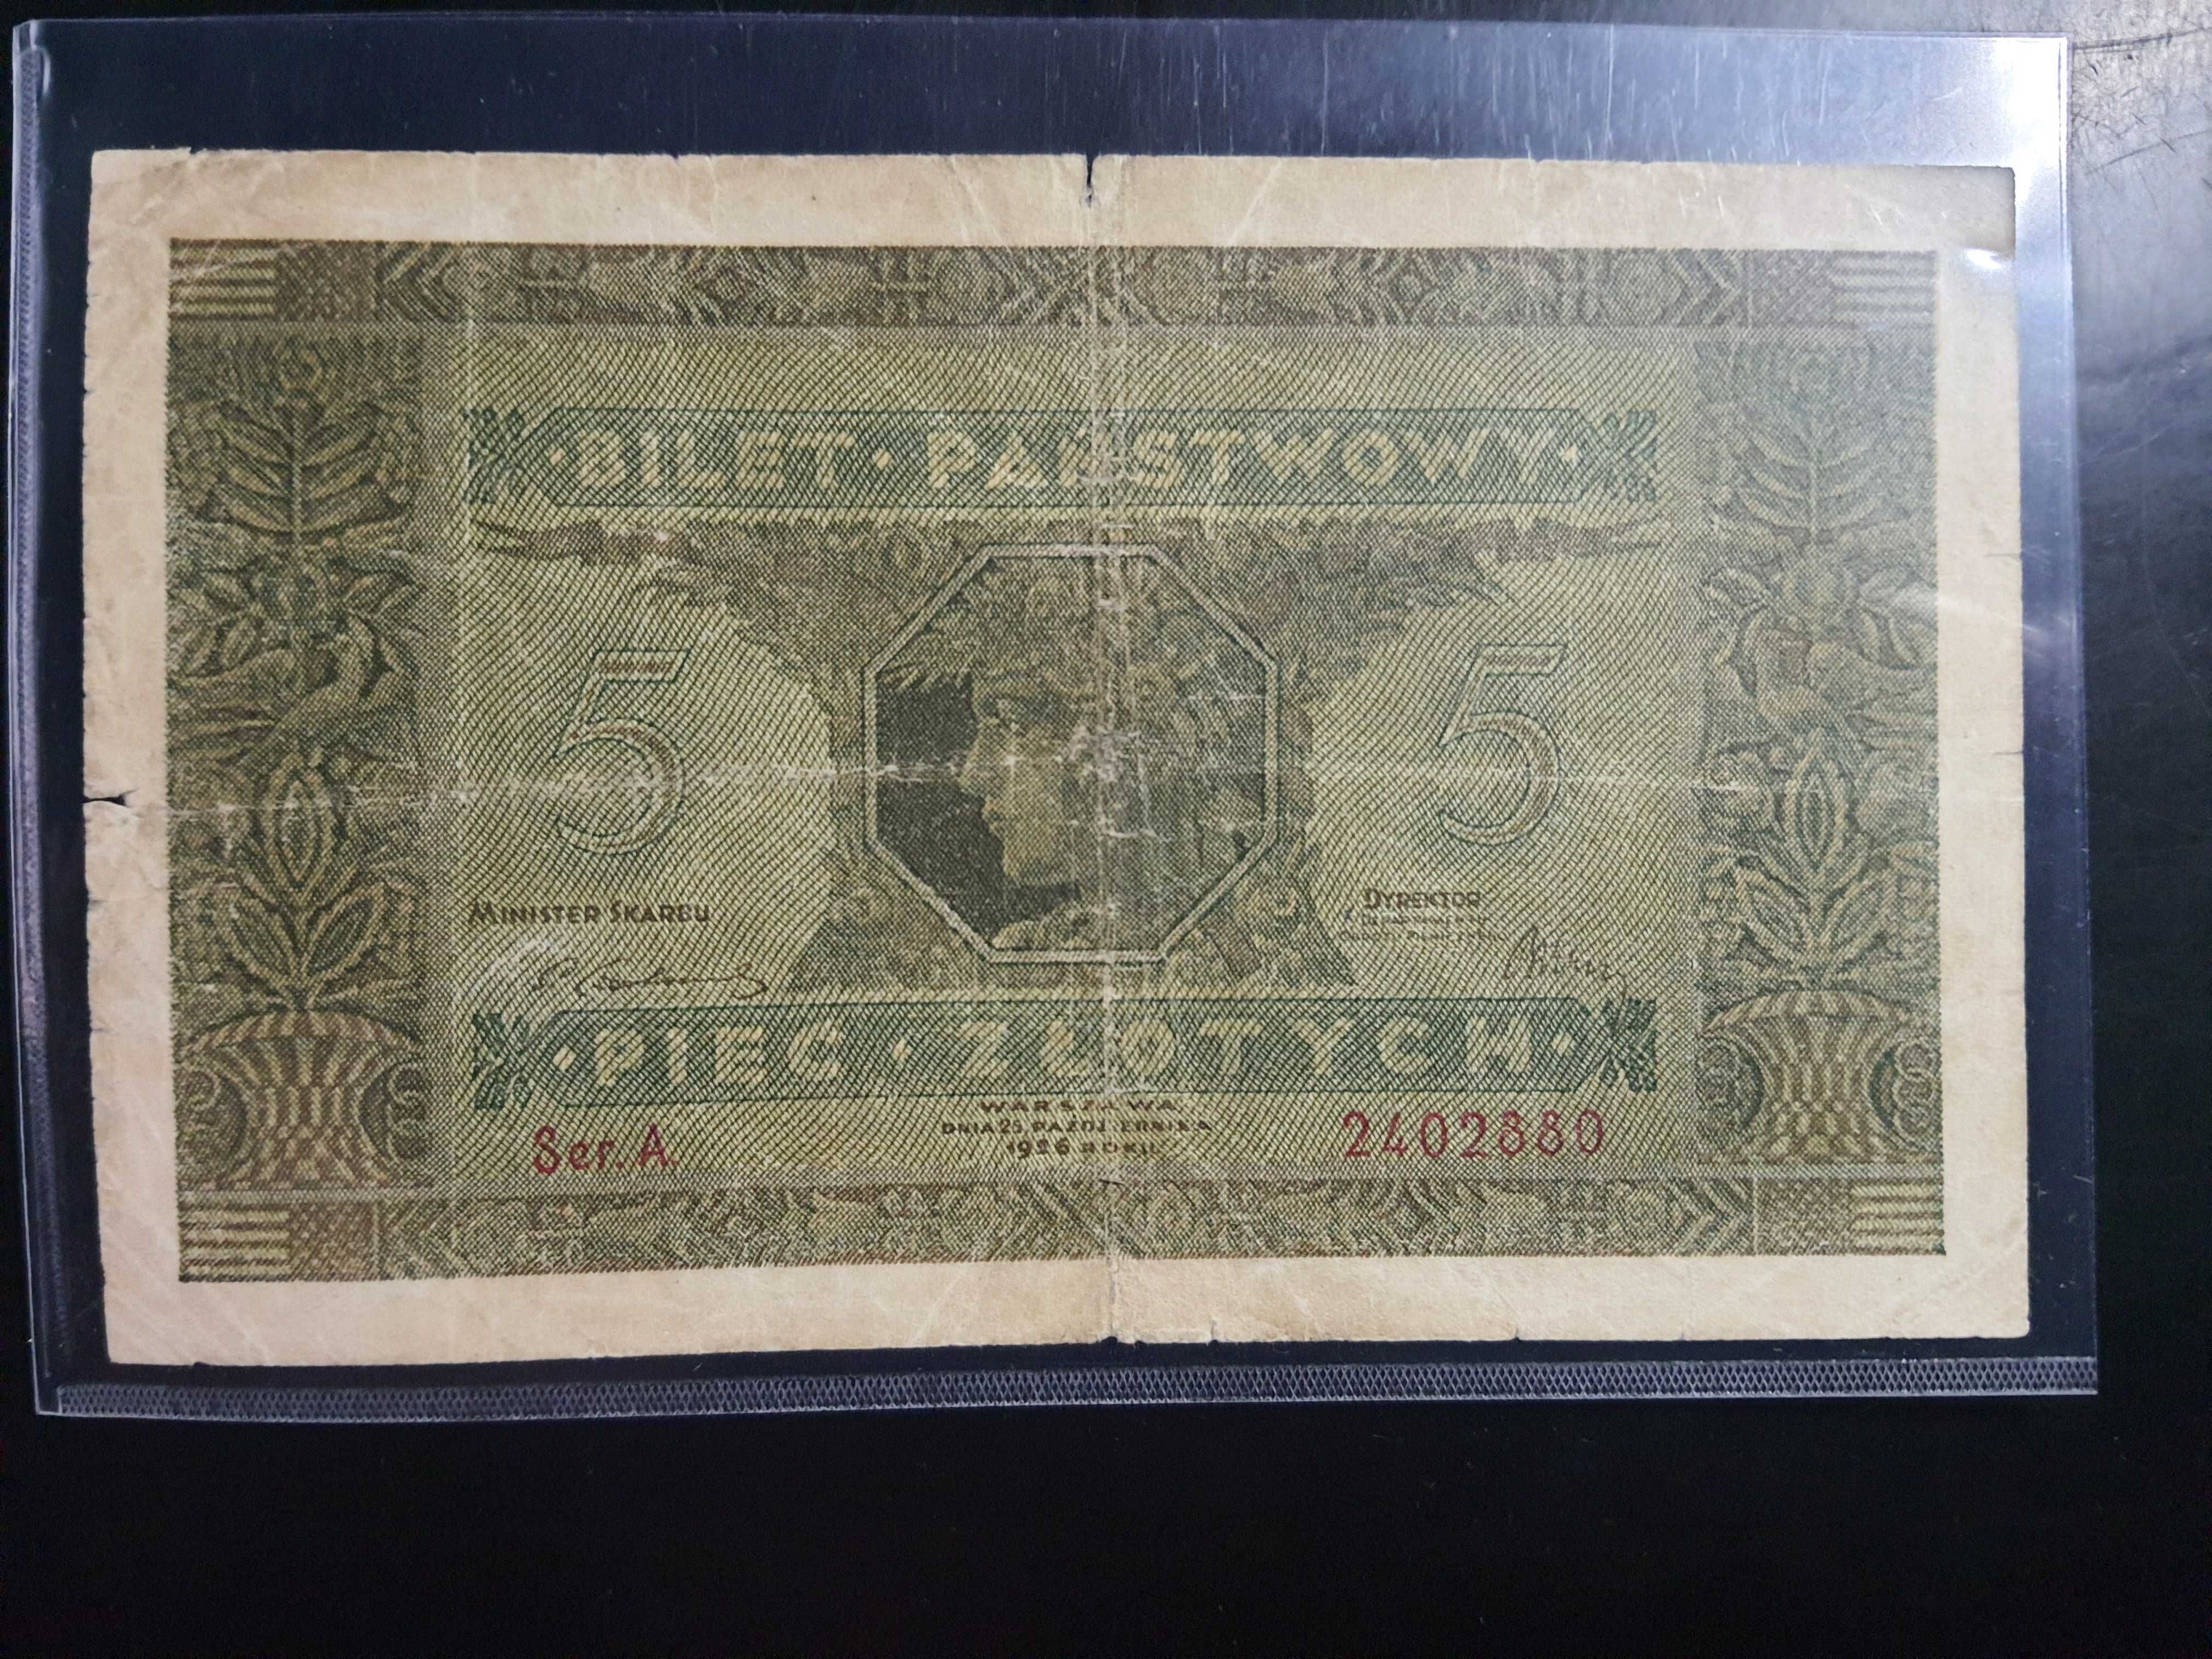 ·BILET·PAŃSTWOWY·
5 5
MINISTER SKARBU
DYREKTOR
·PIĘĆ·ZŁOTYCH·
WARSZAWA
DNIA 25 PAŹDZIERNIKA
1926 ROKU
Ser. A.
2402880